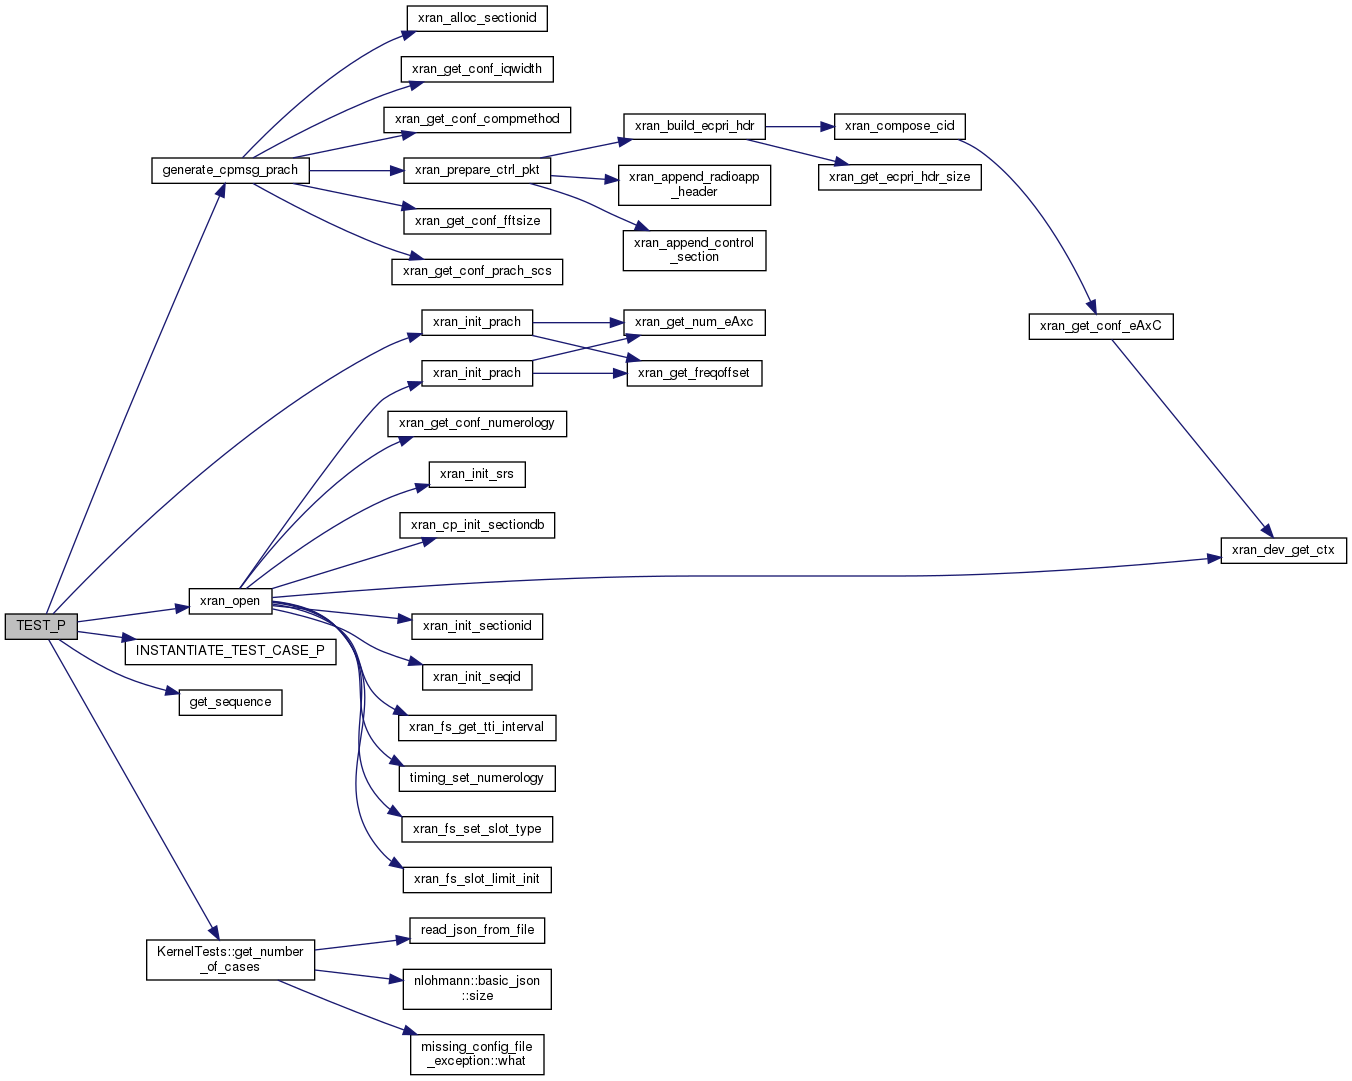 xran_alloc_sectionid
xran_get_conf_iqwidth
xran_get_conf_compmethod
xran_build_ecpri_hdr
xran_compose_cid
generate_cpmsg_prach
xran_prepare_ctrl_pkt
xran_append_radioapp
_header
xran_get_ecpri_hdr_size
xran_get_conf_fftsize
xran_append_control
_section
xran_get_conf_prach_scs
xran_init_prach
xran_get_num_eAxc
xran_get_conf_eAxC
xran_init_prach
xran_get_freqoffset
xran_get_conf_numerology
xran_init_srs
xran_cp_init_sectiondb
xran_dev_get_ctx
xran_open
TEST_P
xran_init_sectionid
INSTANTIATE_TEST_CASE_P
xran_init_seqid
get_sequence
xran_fs_get_tti_interval
timing_set_numerology
xran_fs_set_slot_type
xran_fs_slot_limit_init
read_json_from_file
KernelTests::get_number
_of_cases
nlohmann::basic_json
::size
missing_config_file
_exception::what